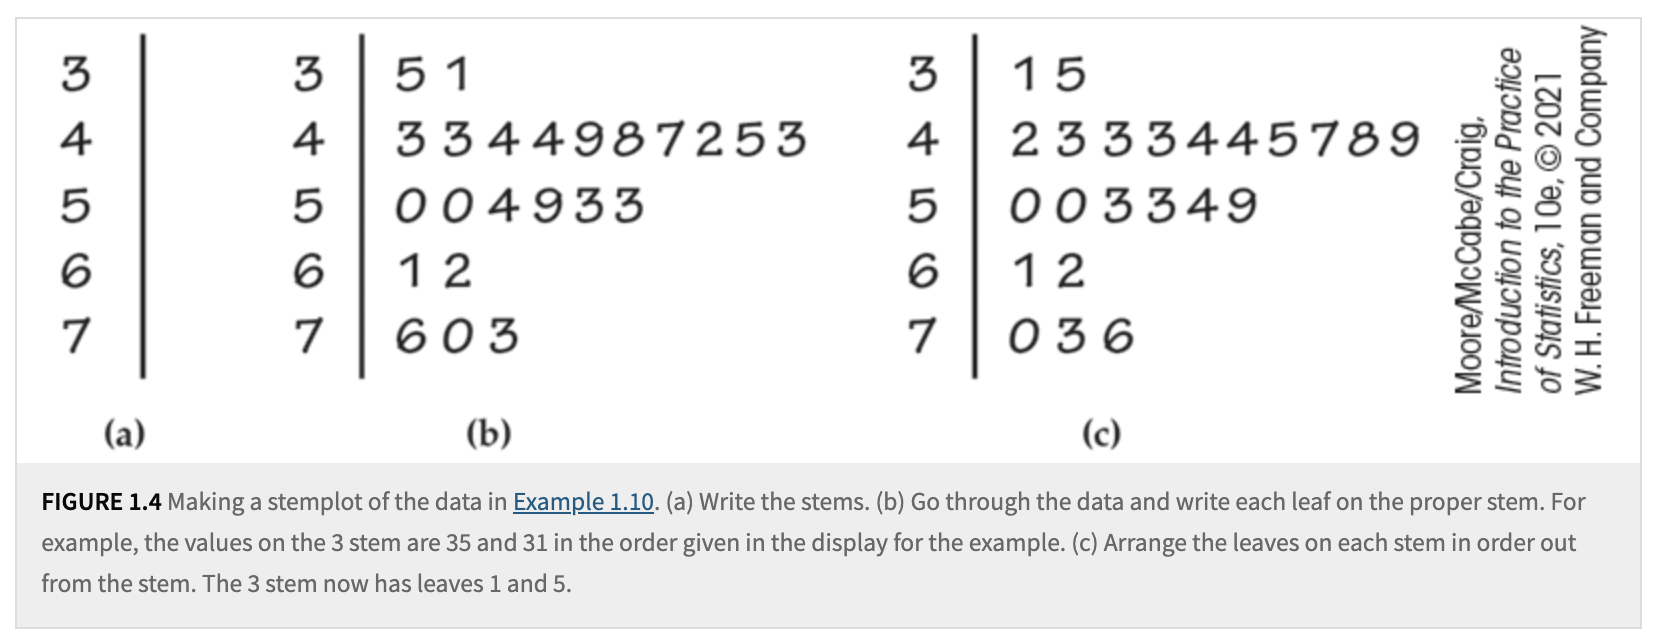 3
4
5
6
7
(a)
3 5 1
4 3 3 4 4 9 8 7 2 5 3
5 0 0 4 9 3 3
6 1 2
7 6 0 3
(b)
3 1 5
4 2 3 3 3 4 4 5 7 8 9
5 0 0 3 3 4 9
6 1 2
7 0 3 6
(c)
Moore/McCabe/Craig,
Introduction to the Practice
of Statistics, 10e, © 2021
W. H. Freeman and Company
FIGURE 1.4 Making a stemplot of the data in Example 1.10. (a) Write the stems. (b) Go through the data and write each leaf on the proper stem. For
example, the values on the 3 stem are 35 and 31 in the order given in the display for the example. (c) Arrange the leaves on each stem in order out
from the stem. The 3 stem now has leaves 1 and 5.